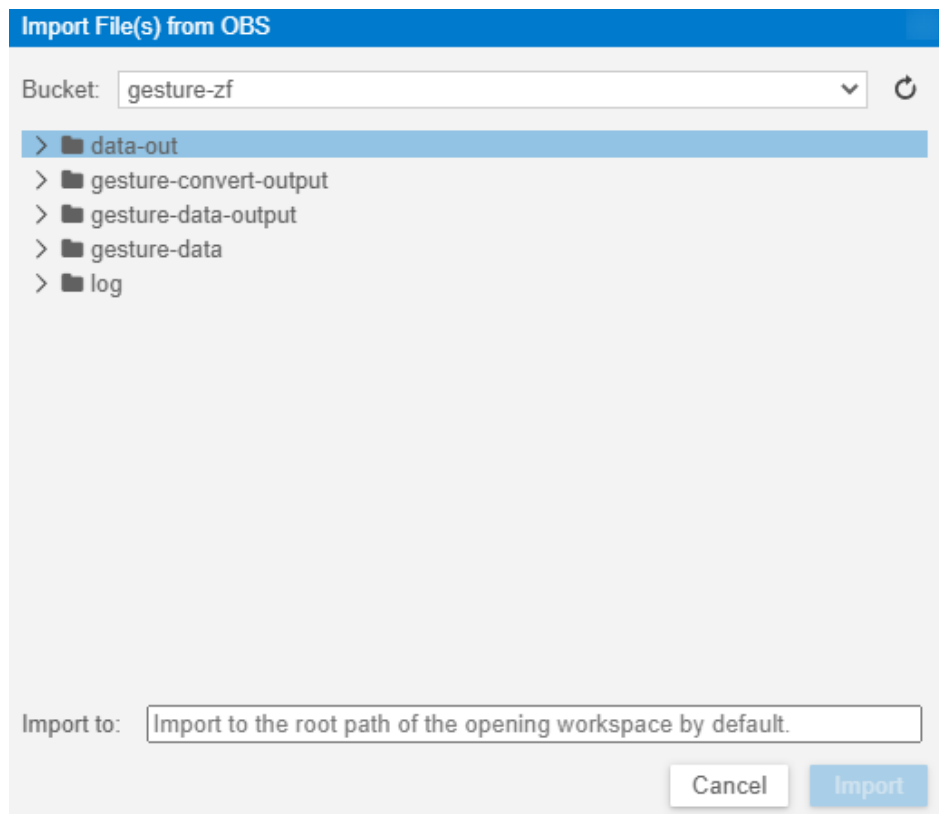 Import File(s) from OBS
Bucket: gesture-zf
data-out
gesture-convert-output
gesture-data-output
gesture-data
log
Import to: Import to the root path of the opening workspace by default.
Cancel Import